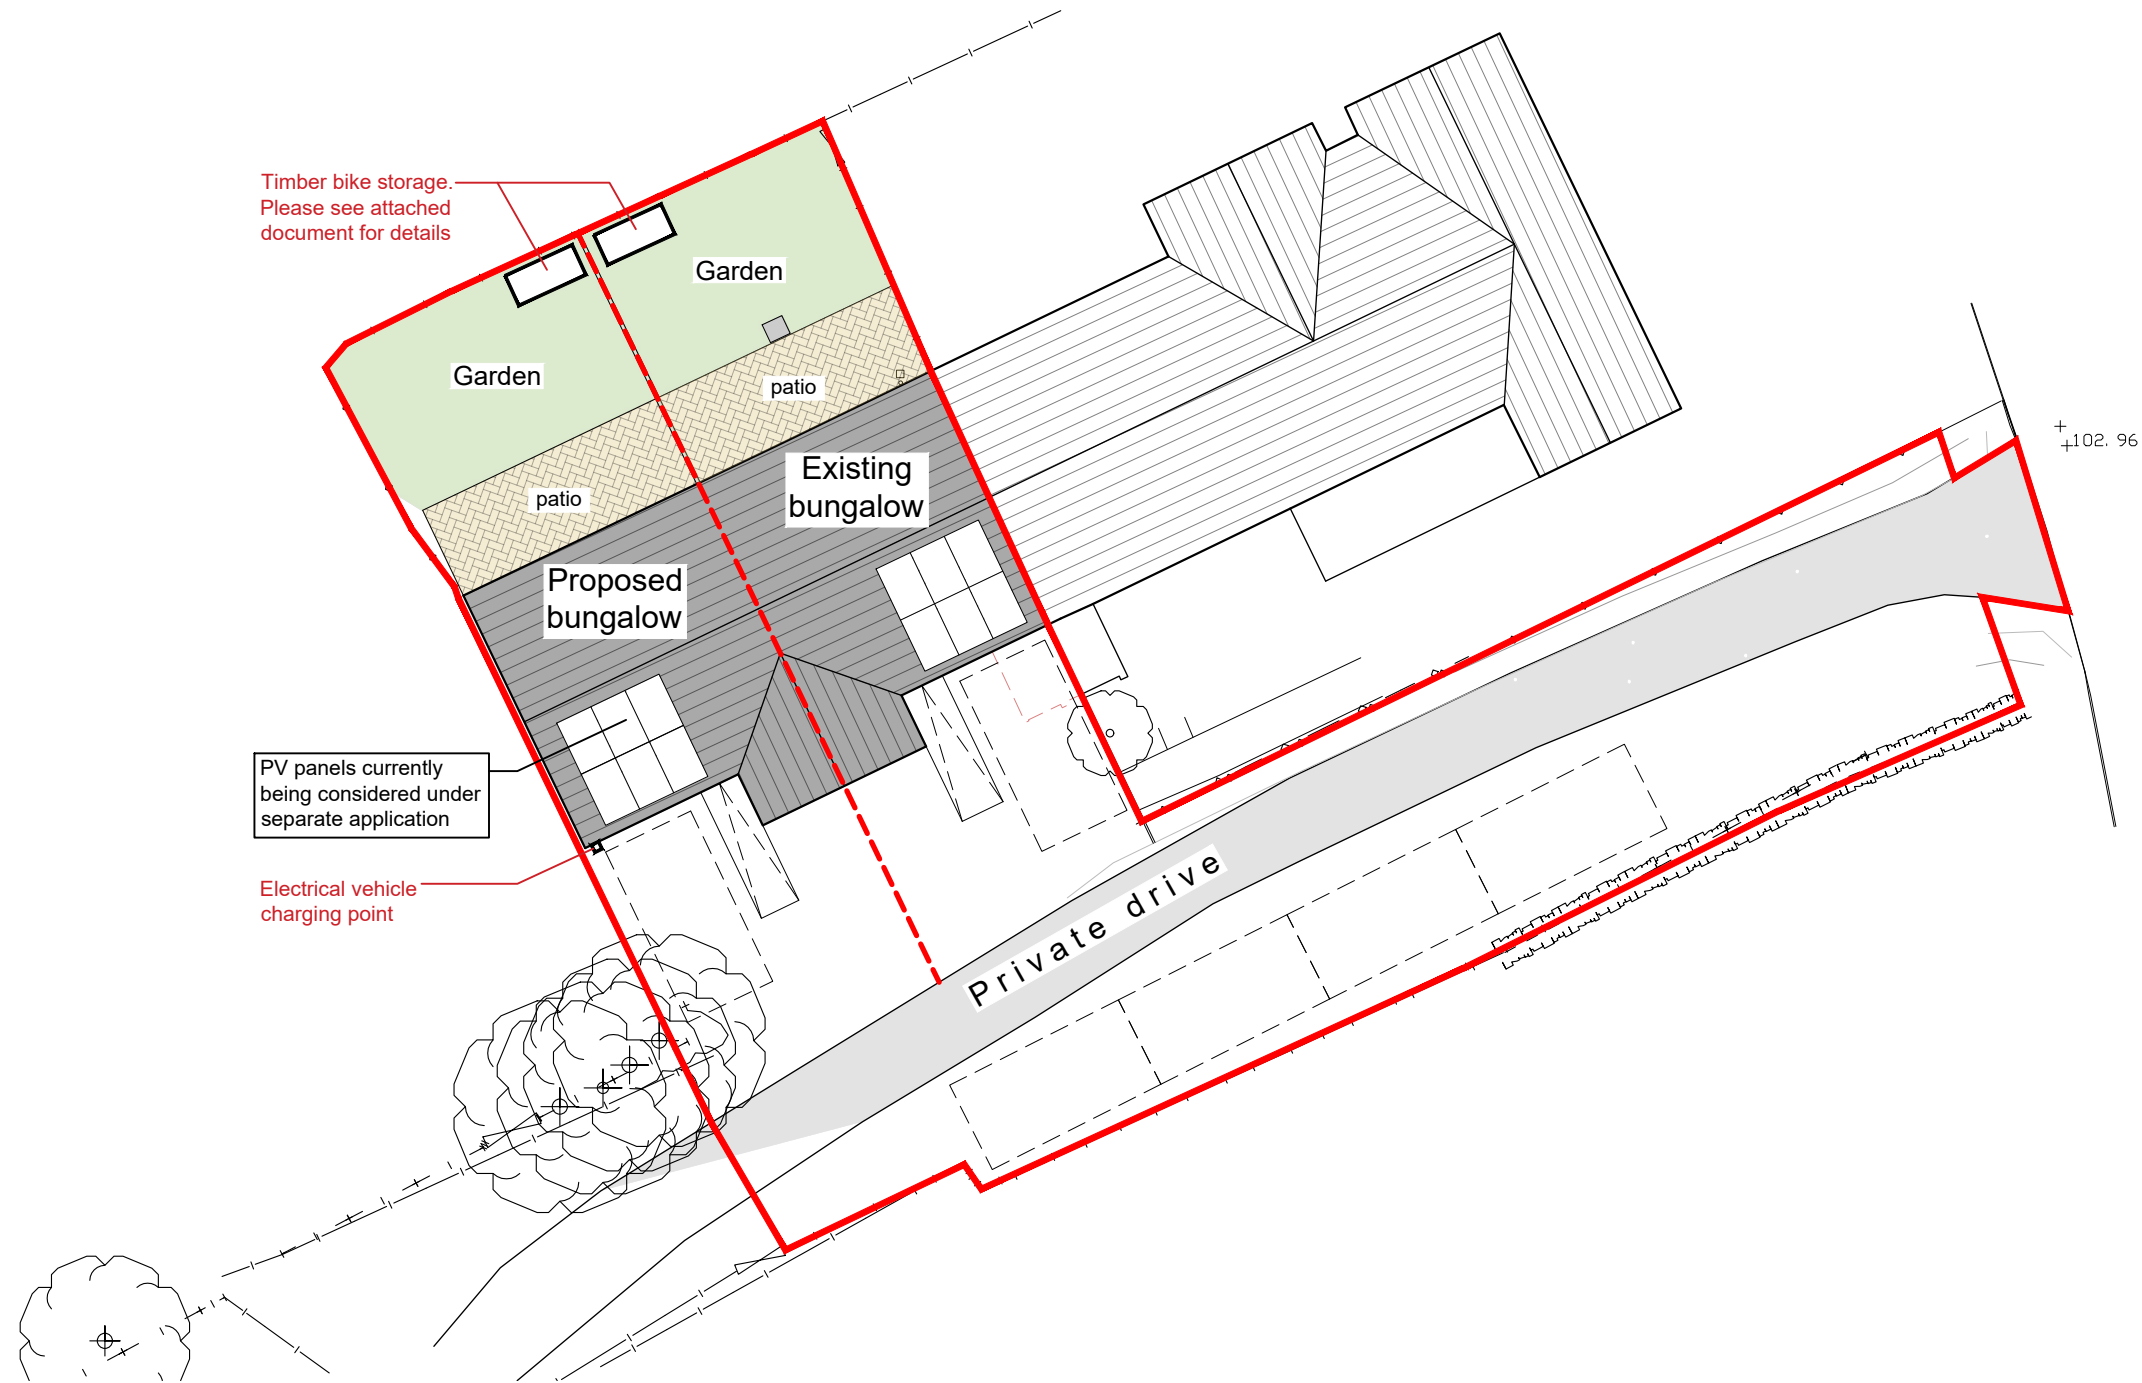 Timber bike storage.
Please see attached
document for details
Garden
Garden
patio
patio
Existing
bungalow
Proposed
bungalow
PV panels currently
being considered under
separate application
Electrical vehicle
charging point
Private drive
102. 96